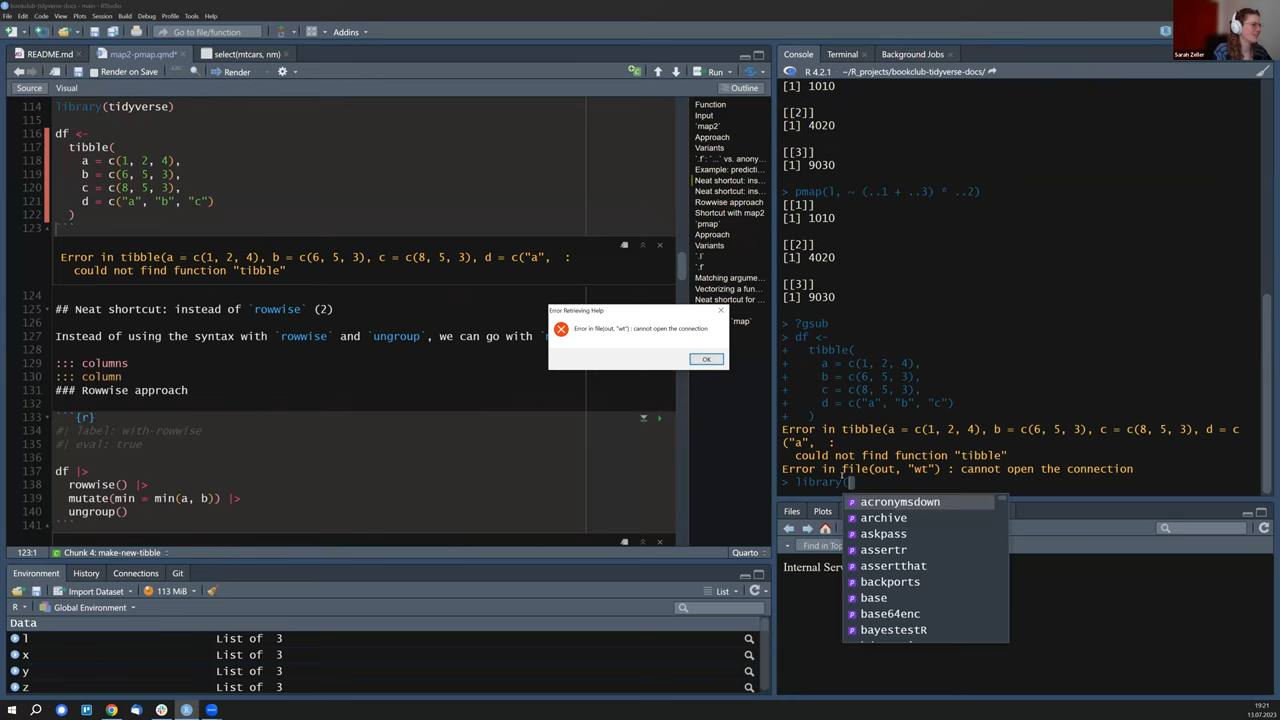 bookclub-tidyverse-docs - main - RStudio
File Edit Code View Plots Session Build Debug Profile Tools Help
Go to file/function
Addins
README.md
map2-pmap.qmd*
select(mtcars, nm)
Render on Save
Render
Run
Source
Visual
Outline
114 library(tidyverse)
115
116 df <-
117 tibble(
118 a = c(1, 2, 4),
119 b = c(6, 5, 3),
120 c = c(8, 5, 3),
121 d = c("a", "b", "c")
122 )
123 ```
Error in tibble(a = c(1, 2, 4), b = c(6, 5, 3), c = c(8, 5, 3), d = c("a", :
could not find function "tibble"
124
125 ## Neat shortcut: instead of `rowwise` (2)
126
127 Instead of using the syntax with `rowwise` and `ungroup`, we can go with
128
129 ::: columns
130 ::: column
131 ### Rowwise approach
132
133 ```{r}
134 #| label: with-rowwise
135 #| eval: true
136
137 df |>
138 rowwise() |>
139 mutate(min = min(a, b)) |>
140 ungroup()
141 ```
123:1
Chunk 4: make-new-tibble
Quarto
Function
Input
`map2`
Approach
Variants
`.f`: `...` vs. anony...
Example: predicti...
Neat shortcut: ins...
Neat shortcut: ins...
Rowwise approach
Shortcut with map2
`pmap`
Approach
Variants
`.l`
`.f`
Matching argume...
Vectorizing a fun...
Neat shortcut for ...
`map`
Error Retrieving Help
Error in file(out, "wt") : cannot open the connection
OK
Environment
History
Connections
Git
Import Dataset
113 MiB
List
R
Global Environment
Data
l List of 3
x List of 3
y List of 3
z List of 3
Sarah Zeller
Console
Terminal
Background Jobs
R 4.2.1 · ~/R_projects/bookclub-tidyverse-docs/
[1] 1010
[[2]]
[1] 4020
[[3]]
[1] 9030
> pmap(l, ~ (..1 + ..3) * ..2)
[[1]]
[1] 1010
[[2]]
[1] 4020
[[3]]
[1] 9030
> ?gsub
> df <-
+ tibble(
+ a = c(1, 2, 4),
+ b = c(6, 5, 3),
+ c = c(8, 5, 3),
+ d = c("a", "b", "c")
+ )
Error in tibble(a = c(1, 2, 4), b = c(6, 5, 3), c = c(8, 5, 3), d = c
("a", :
could not find function "tibble"
Error in file(out, "wt") : cannot open the connection
> library(
acronymsdown
archive
askpass
assertr
assertthat
backports
base
base64enc
bayestestR
Files
Plots
Find in Top
Internal Serv
19:21
13.07.2023